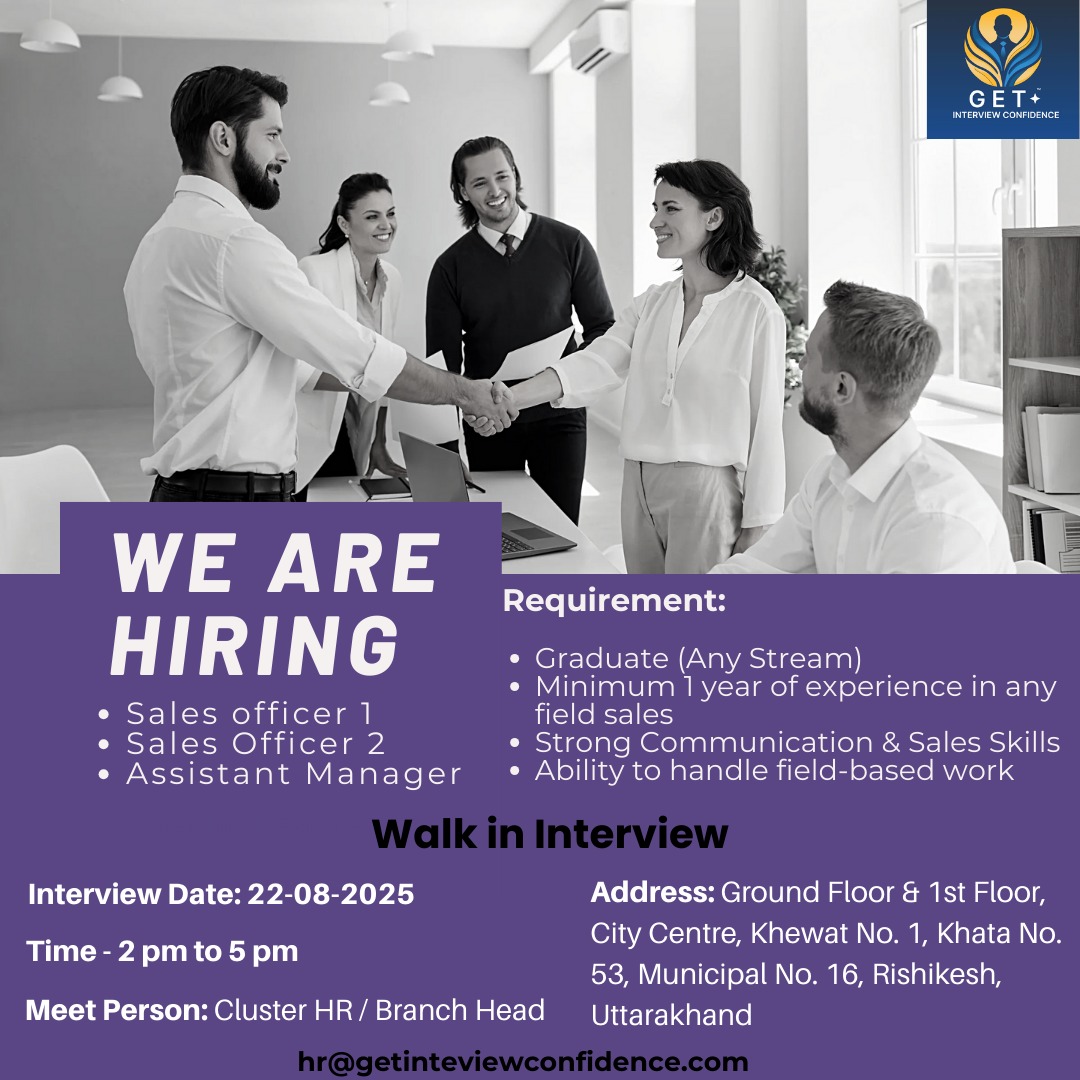 GET
INTERVIEW CONFIDENCE
WE ARE
HIRING
• Sales officer 1
• Sales Officer 2
• Assistant Manager
Requirement:
• Graduate (Any Stream)
• Minimum 1 year of experience in any
field sales
• Strong Communication & Sales Skills
• Ability to handle field-based work
Walk in Interview
Interview Date: 22-08-2025
Time - 2 pm to 5 pm
Meet Person: Cluster HR / Branch Head
Address: Ground Floor & 1st Floor,
City Centre, Khewat No. 1, Khata No.
53, Municipal No. 16, Rishikesh,
Uttarakhand
hr@getinteviewconfidence.com